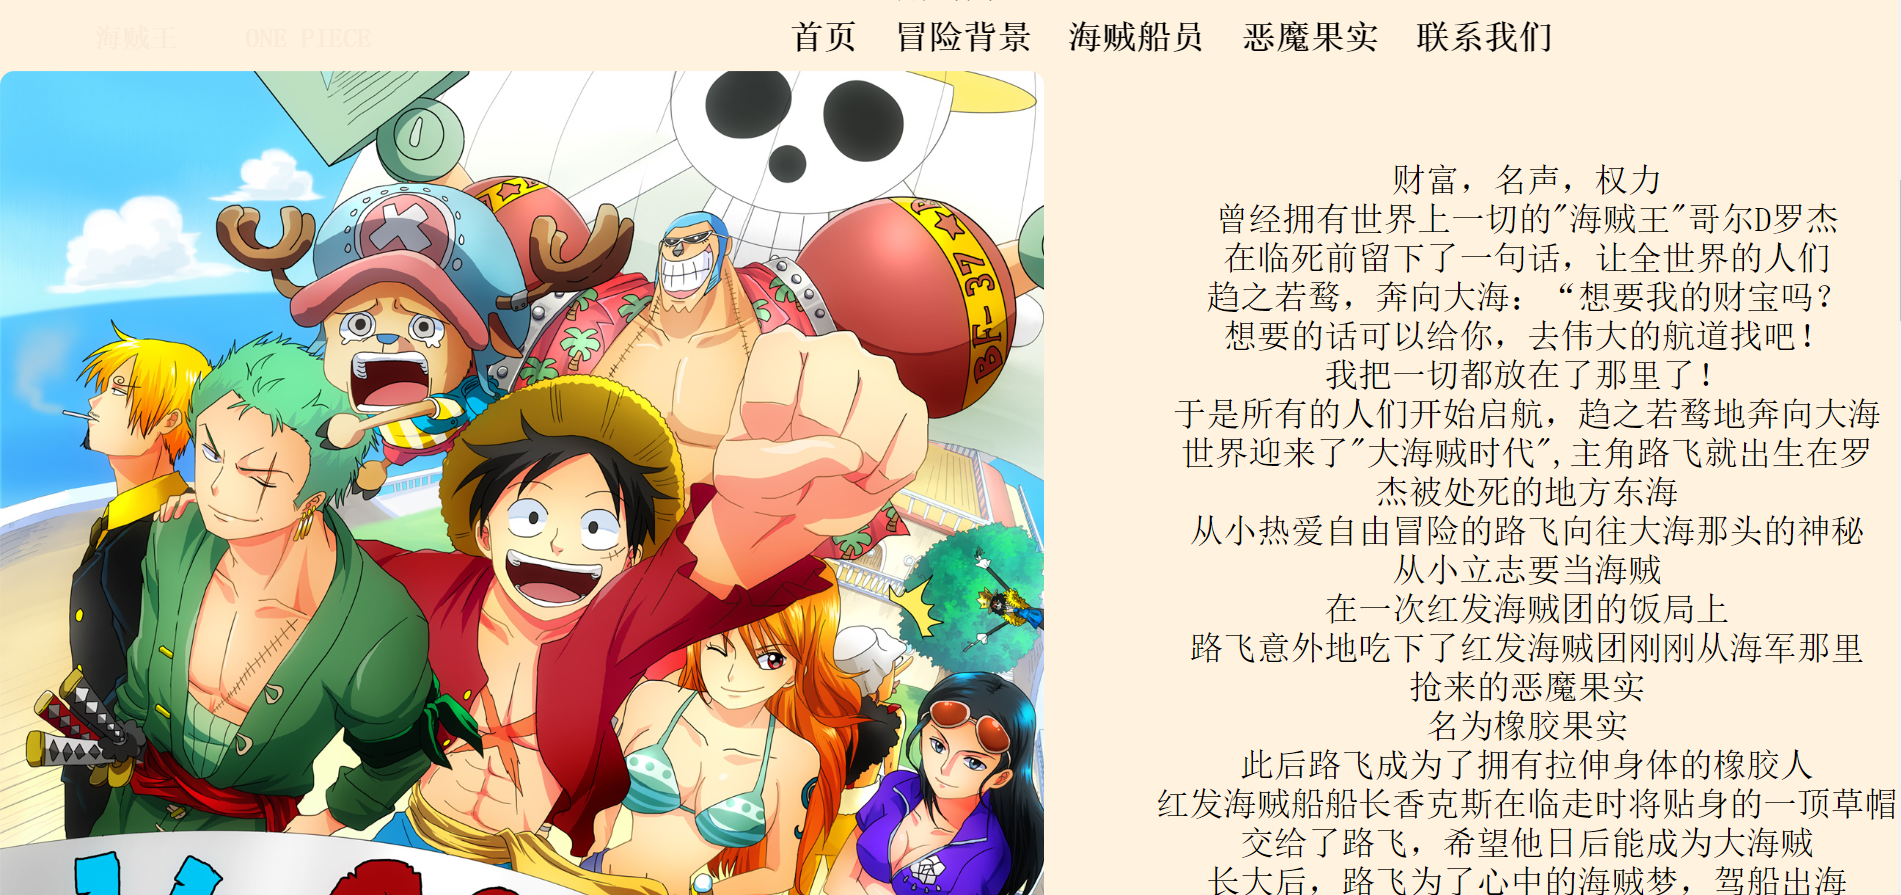 海贼王 ONE PIECE
首页 冒险背景 海贼船员 恶魔果实 联系我们
BF-37
财富，名声，权力
曾经拥有世界上一切的"海贼王"哥尔D罗杰
在临死前留下了一句话，让全世界的人们
趋之若鹜，奔向大海：“想要我的财宝吗？
想要的话可以给你，去伟大的航道找吧！
我把一切都放在了那里了！
于是所有的人们开始启航，趋之若鹜地奔向大海
世界迎来了"大海贼时代",主角路飞就出生在罗
杰被处死的地方东海
从小热爱自由冒险的路飞向往大海那头的神秘
从小立志要当海贼
在一次红发海贼团的饭局上
路飞意外地吃下了红发海贼团刚刚从海军那里
抢来的恶魔果实
名为橡胶果实
此后路飞成为了拥有拉伸身体的橡胶人
红发海贼船船长香克斯在临走时将贴身的一顶草帽
交给了路飞，希望他日后能成为大海贼
长大后，路飞为了心中的海贼梦，驾船出海